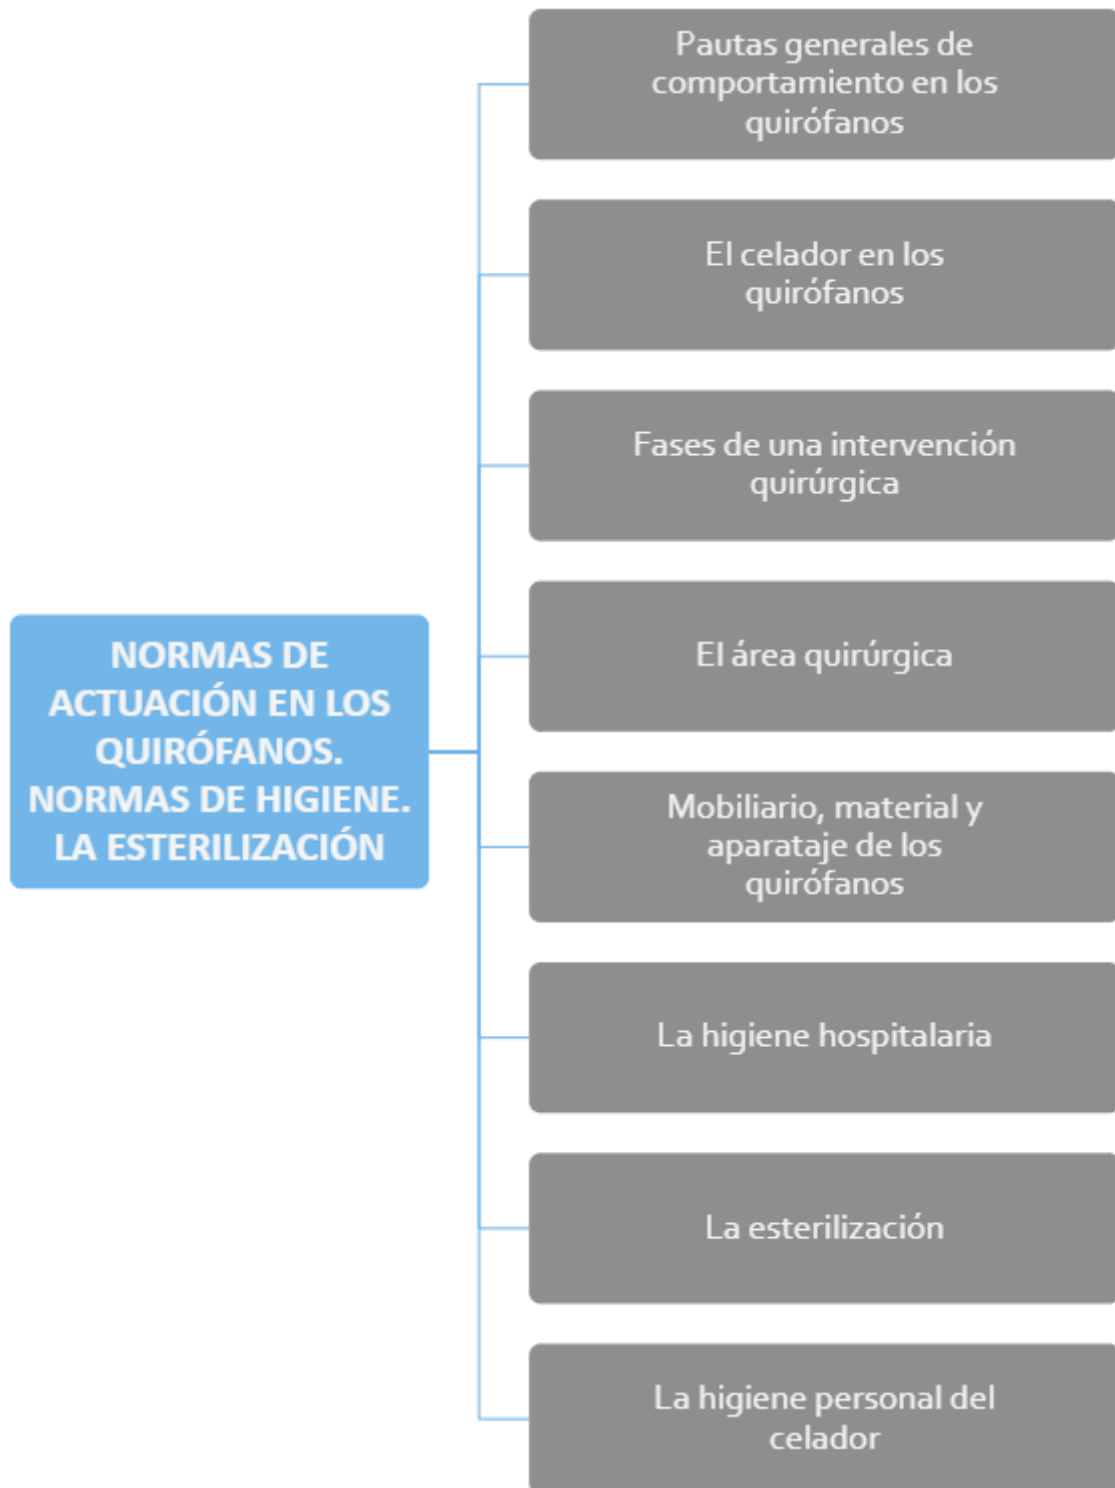 Pautas generales de
comportamiento en los
quirófanos
El celador en los
quirófanos
Fases de una intervención
quirúrgica
El área quirúrgica
NORMAS DE
ACTUACIÓN EN LOS
QUIRÓFANOS.
NORMAS DE HIGIENE.
LA ESTERILIZACIÓN
Mobiliario, material y
aparataje de los
quirófanos
La higiene hospitalaria
La esterilización
La higiene personal del
celador